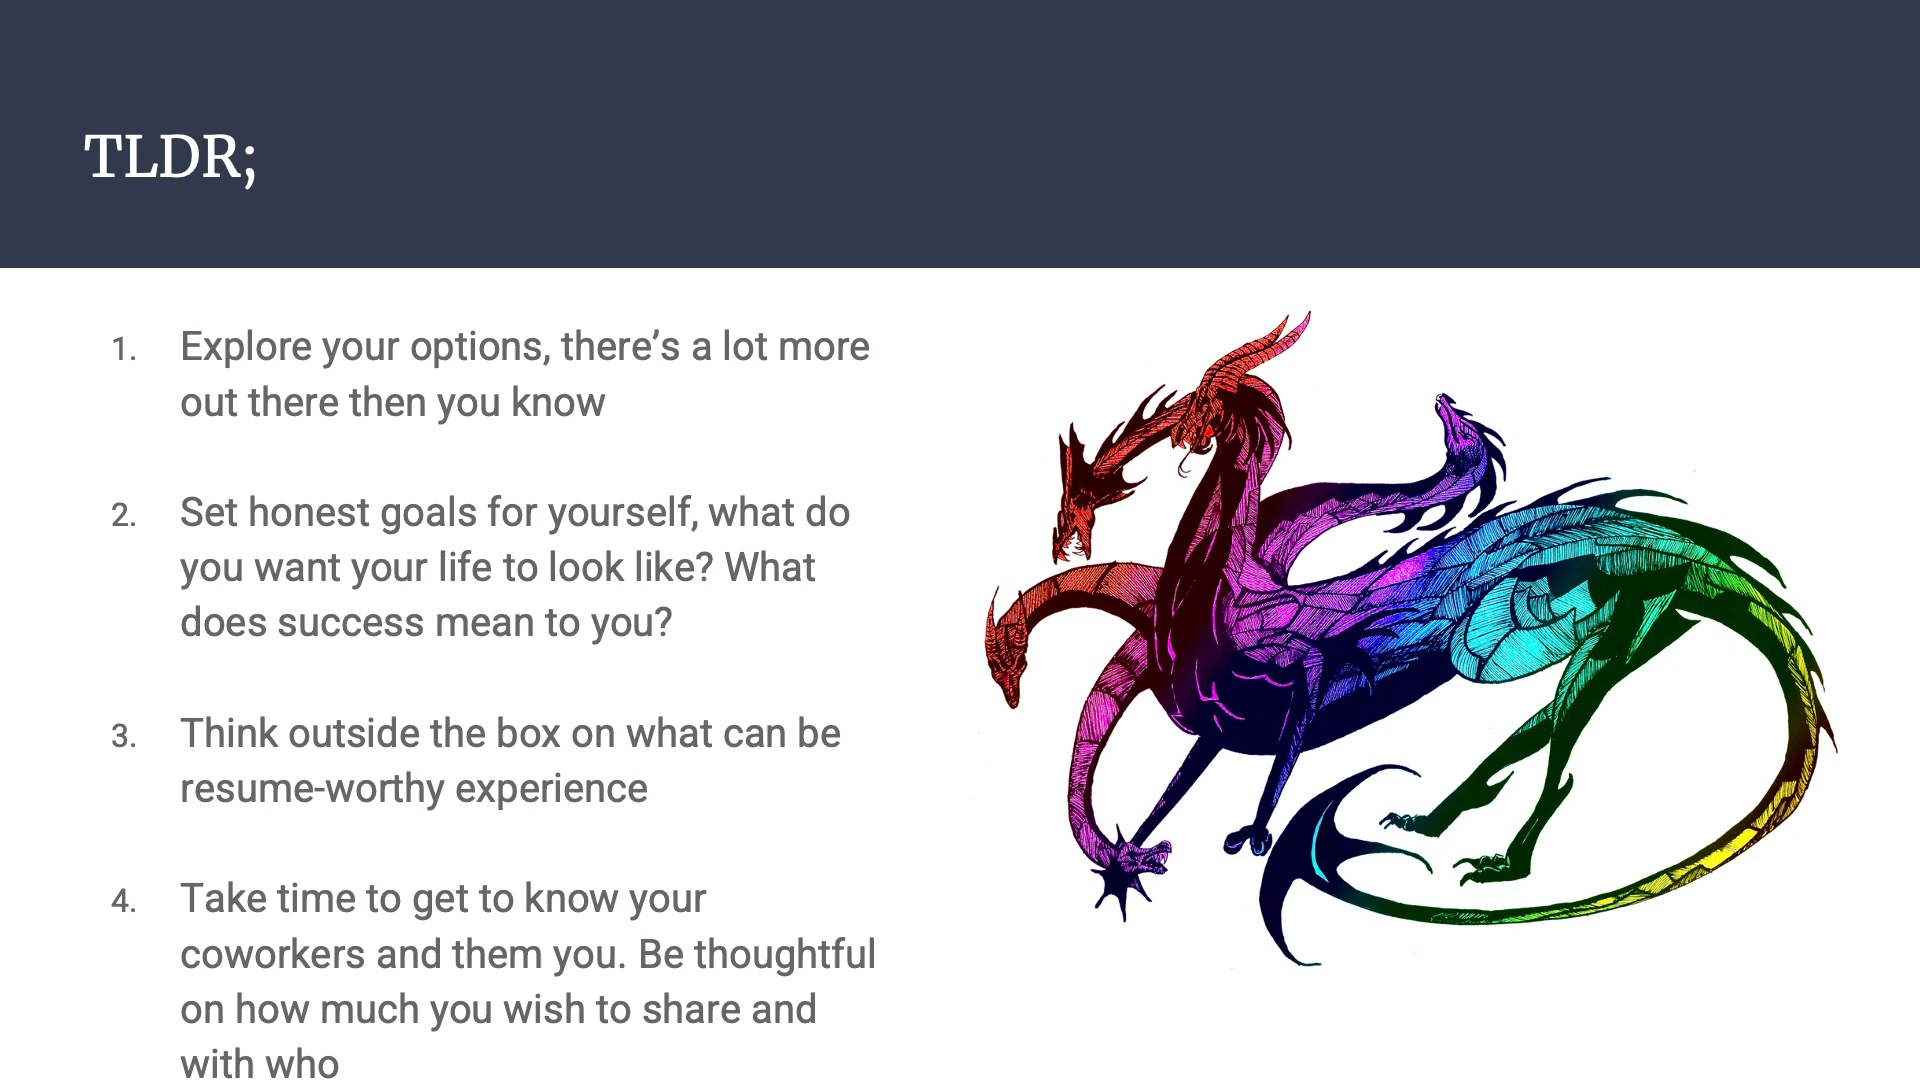 TLDR;
1. Explore your options, there’s a lot more
out there then you know
2. Set honest goals for yourself, what do
you want your life to look like? What
does success mean to you?
3. Think outside the box on what can be
resume-worthy experience
4. Take time to get to know your
coworkers and them you. Be thoughtful
on how much you wish to share and
with who